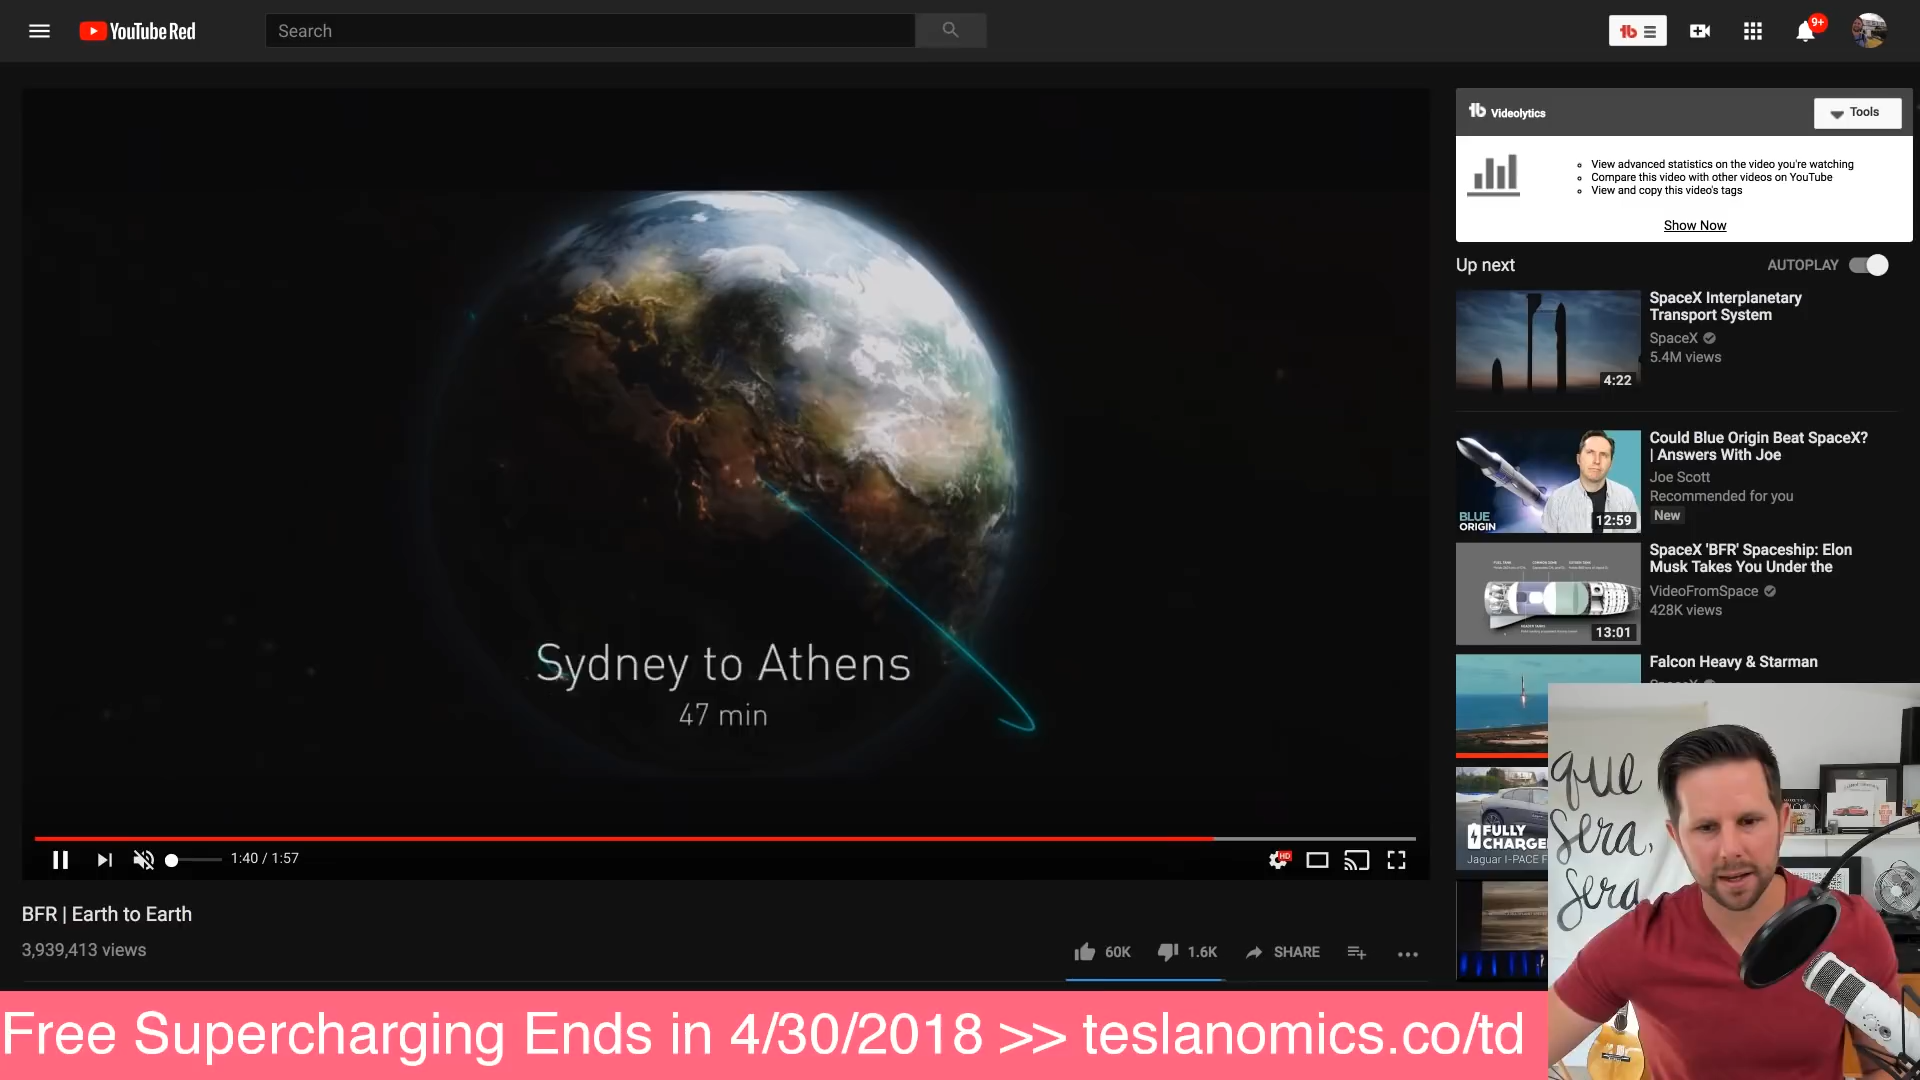 YouTube Red
Search
9+
Videolytics
Tools
View advanced statistics on the video you're watching
Compare this video with other videos on YouTube
View and copy this video's tags
Show Now
Up next
AUTOPLAY
SpaceX Interplanetary
Transport System
SpaceX
5.4M views
4:22
Could Blue Origin Beat SpaceX?
| Answers With Joe
Joe Scott
Recommended for you
New
BLUE
ORIGIN
12:59
SpaceX 'BFR' Spaceship: Elon
Musk Takes You Under the
VideoFromSpace
428K views
13:01
Falcon Heavy & Starman
FULLY
CHARGE
Jaguar I-PACE F
Sydney to Athens
47 min
1:40 / 1:57
HD
BFR | Earth to Earth
3,939,413 views
60K
1.6K
SHARE
que
sera,
sera
Free Supercharging Ends in 4/30/2018 >> teslanomics.co/td